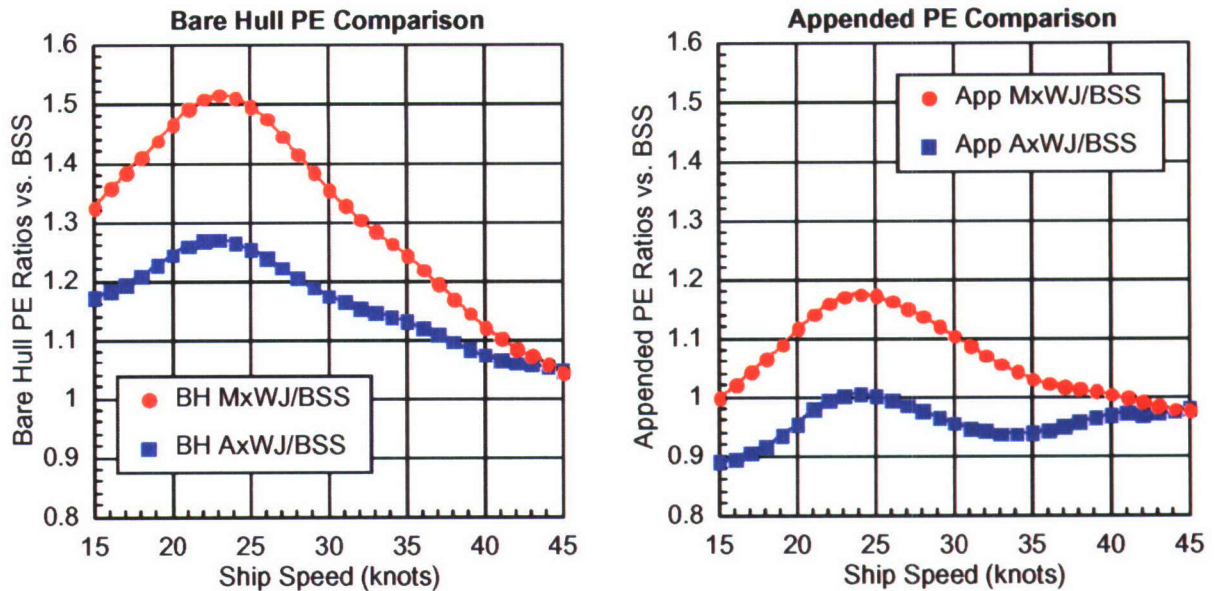 Bare Hull PE Comparison
Bare Hull PE Ratios vs. BSS
1.6
1.5
1.4
1.3
1.2
1.1
1
0.9
0.8
BH MxWJ/BSS
BH AxWJ/BSS
15 20 25 30 35 40 45
Ship Speed (knots)
Appended PE Comparison
Appended PE Ratios vs. BSS
1.6
1.5
1.4
1.3
1.2
1.1
1
0.9
0.8
App MxWJ/BSS
App AxWJ/BSS
15 20 25 30 35 40 45
Ship Speed (knots)